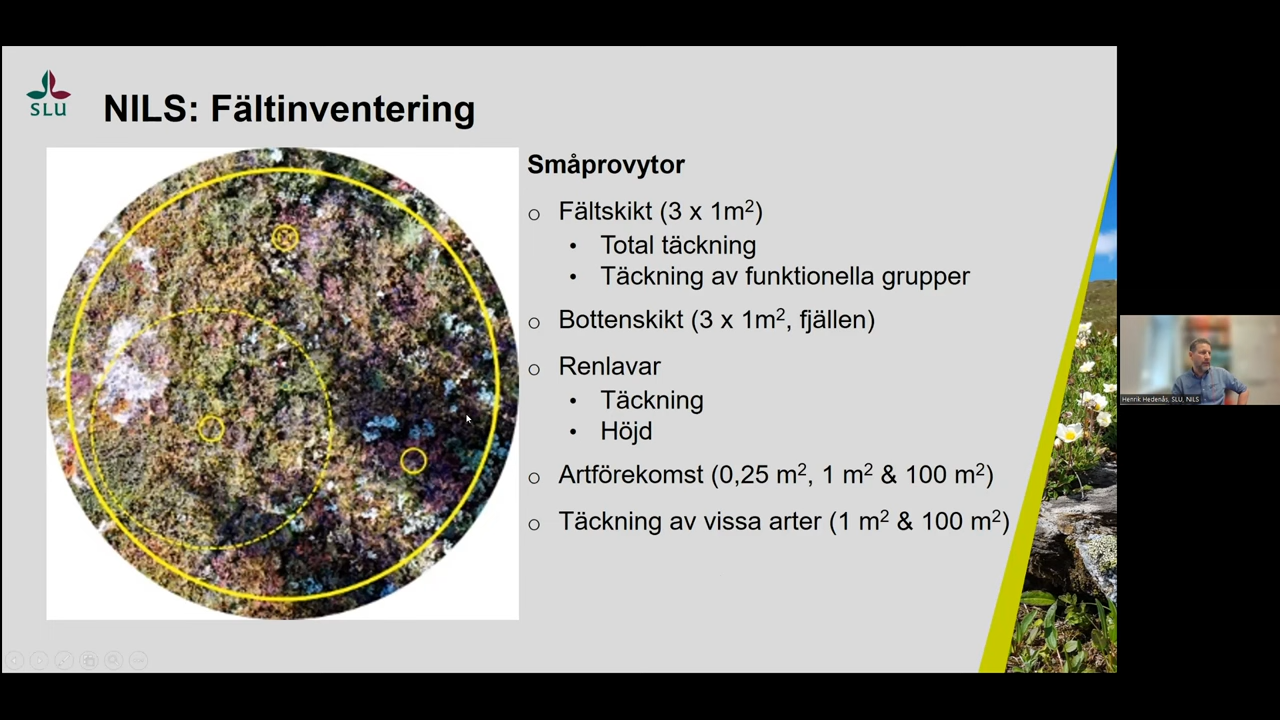 SLU
NILS: Fältinventering
Småprovytor
o Fältskikt (3 x 1m²)
• Total täckning
• Täckning av funktionella grupper
o Bottenskikt (3 x 1m², fjällen)
o Renlavar
• Täckning
• Höjd
o Artförekomst (0,25 m², 1 m² & 100 m²)
o Täckning av vissa arter (1 m² & 100 m²)
Henrik Hedenås, SLU, NILS